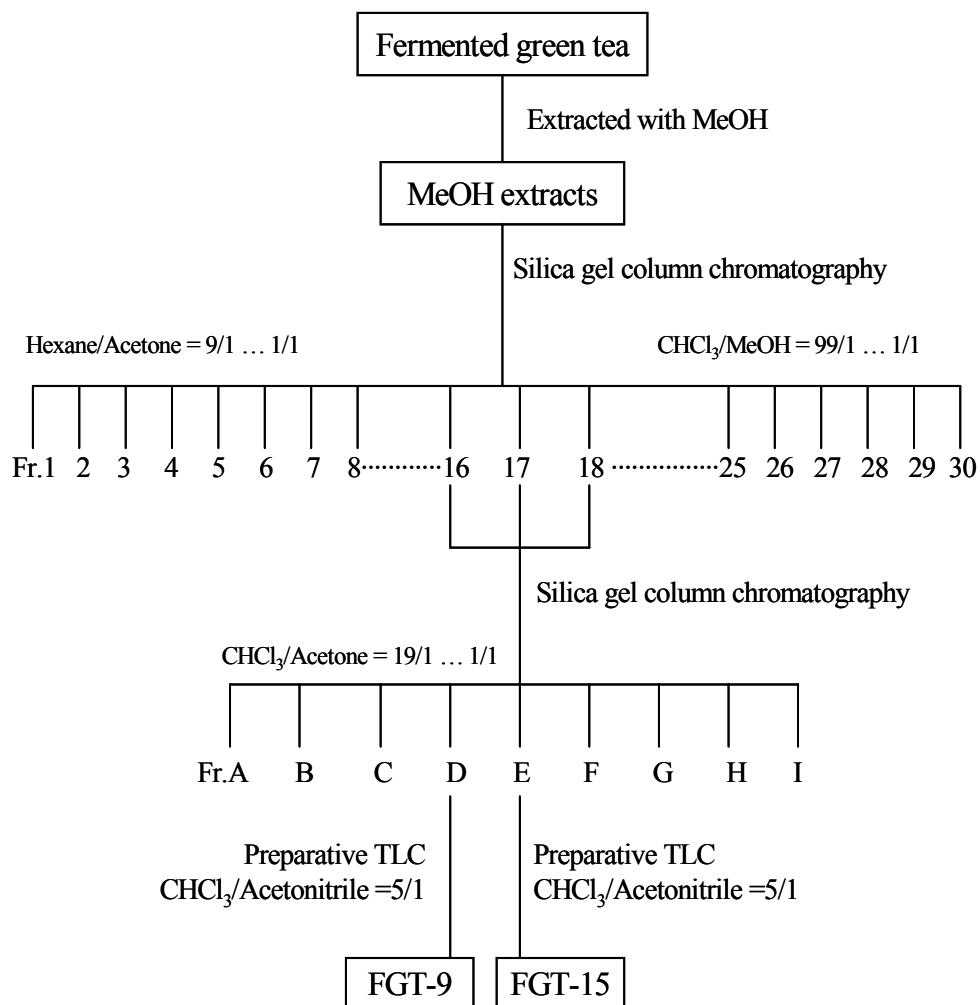 Fermented green tea
Extracted with MeOH
MeOH extracts
Silica gel column chromatography
Hexane/Acetone = 9/1 … 1/1
CHCl₃/MeOH = 99/1 … 1/1
Fr.1 2 3 4 5 6 7 8............16 17 18 ................25 26 27 28 29 30
Silica gel column chromatography
CHCl₃/Acetone = 19/1 … 1/1
Fr.A B C D E F G H I
Preparative TLC
CHCl₃/Acetonitrile =5/1
Preparative TLC
CHCl₃/Acetonitrile =5/1
FGT-9
FGT-15